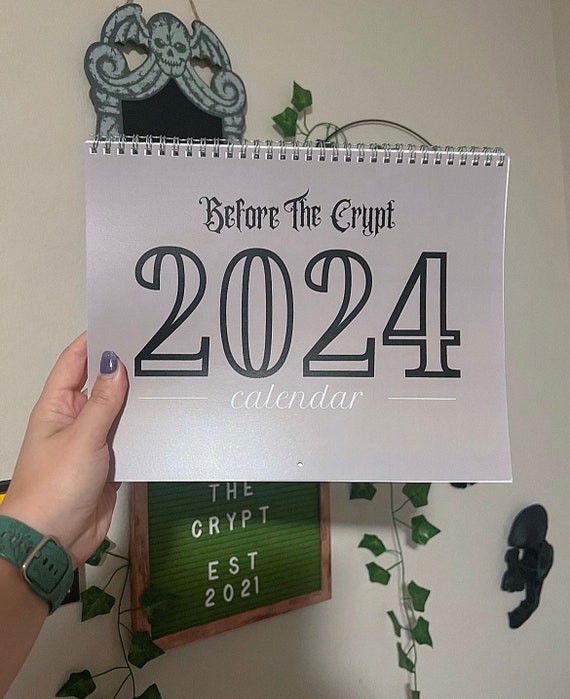 Before The Crypt
2024
calendar
THE
CRYPT
EST
2021